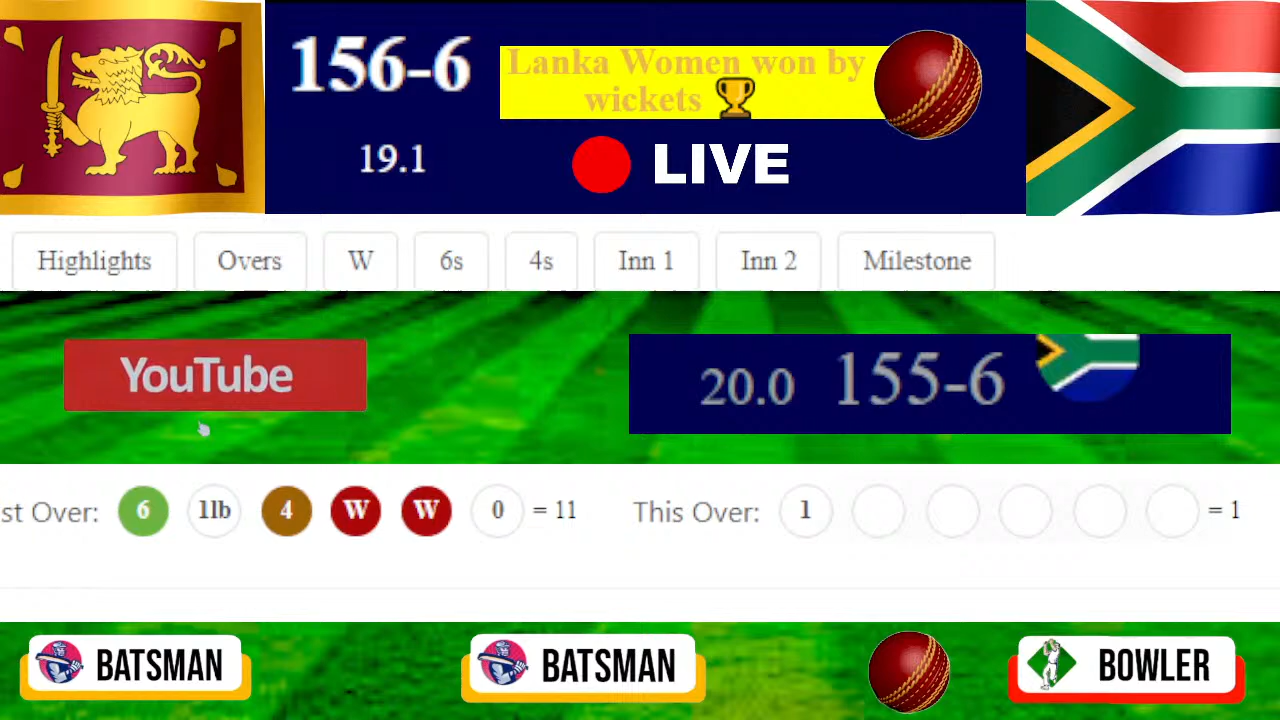 156-6
Lanka Women won by
wickets
19.1
LIVE
Highlights Overs W 6s 4s Inn 1 Inn 2 Milestone
YouTube
20.0 155-6
st Over: 6 1lb 4 W W 0 = 11 This Over: 1 = 1
BATSMAN BATSMAN BOWLER